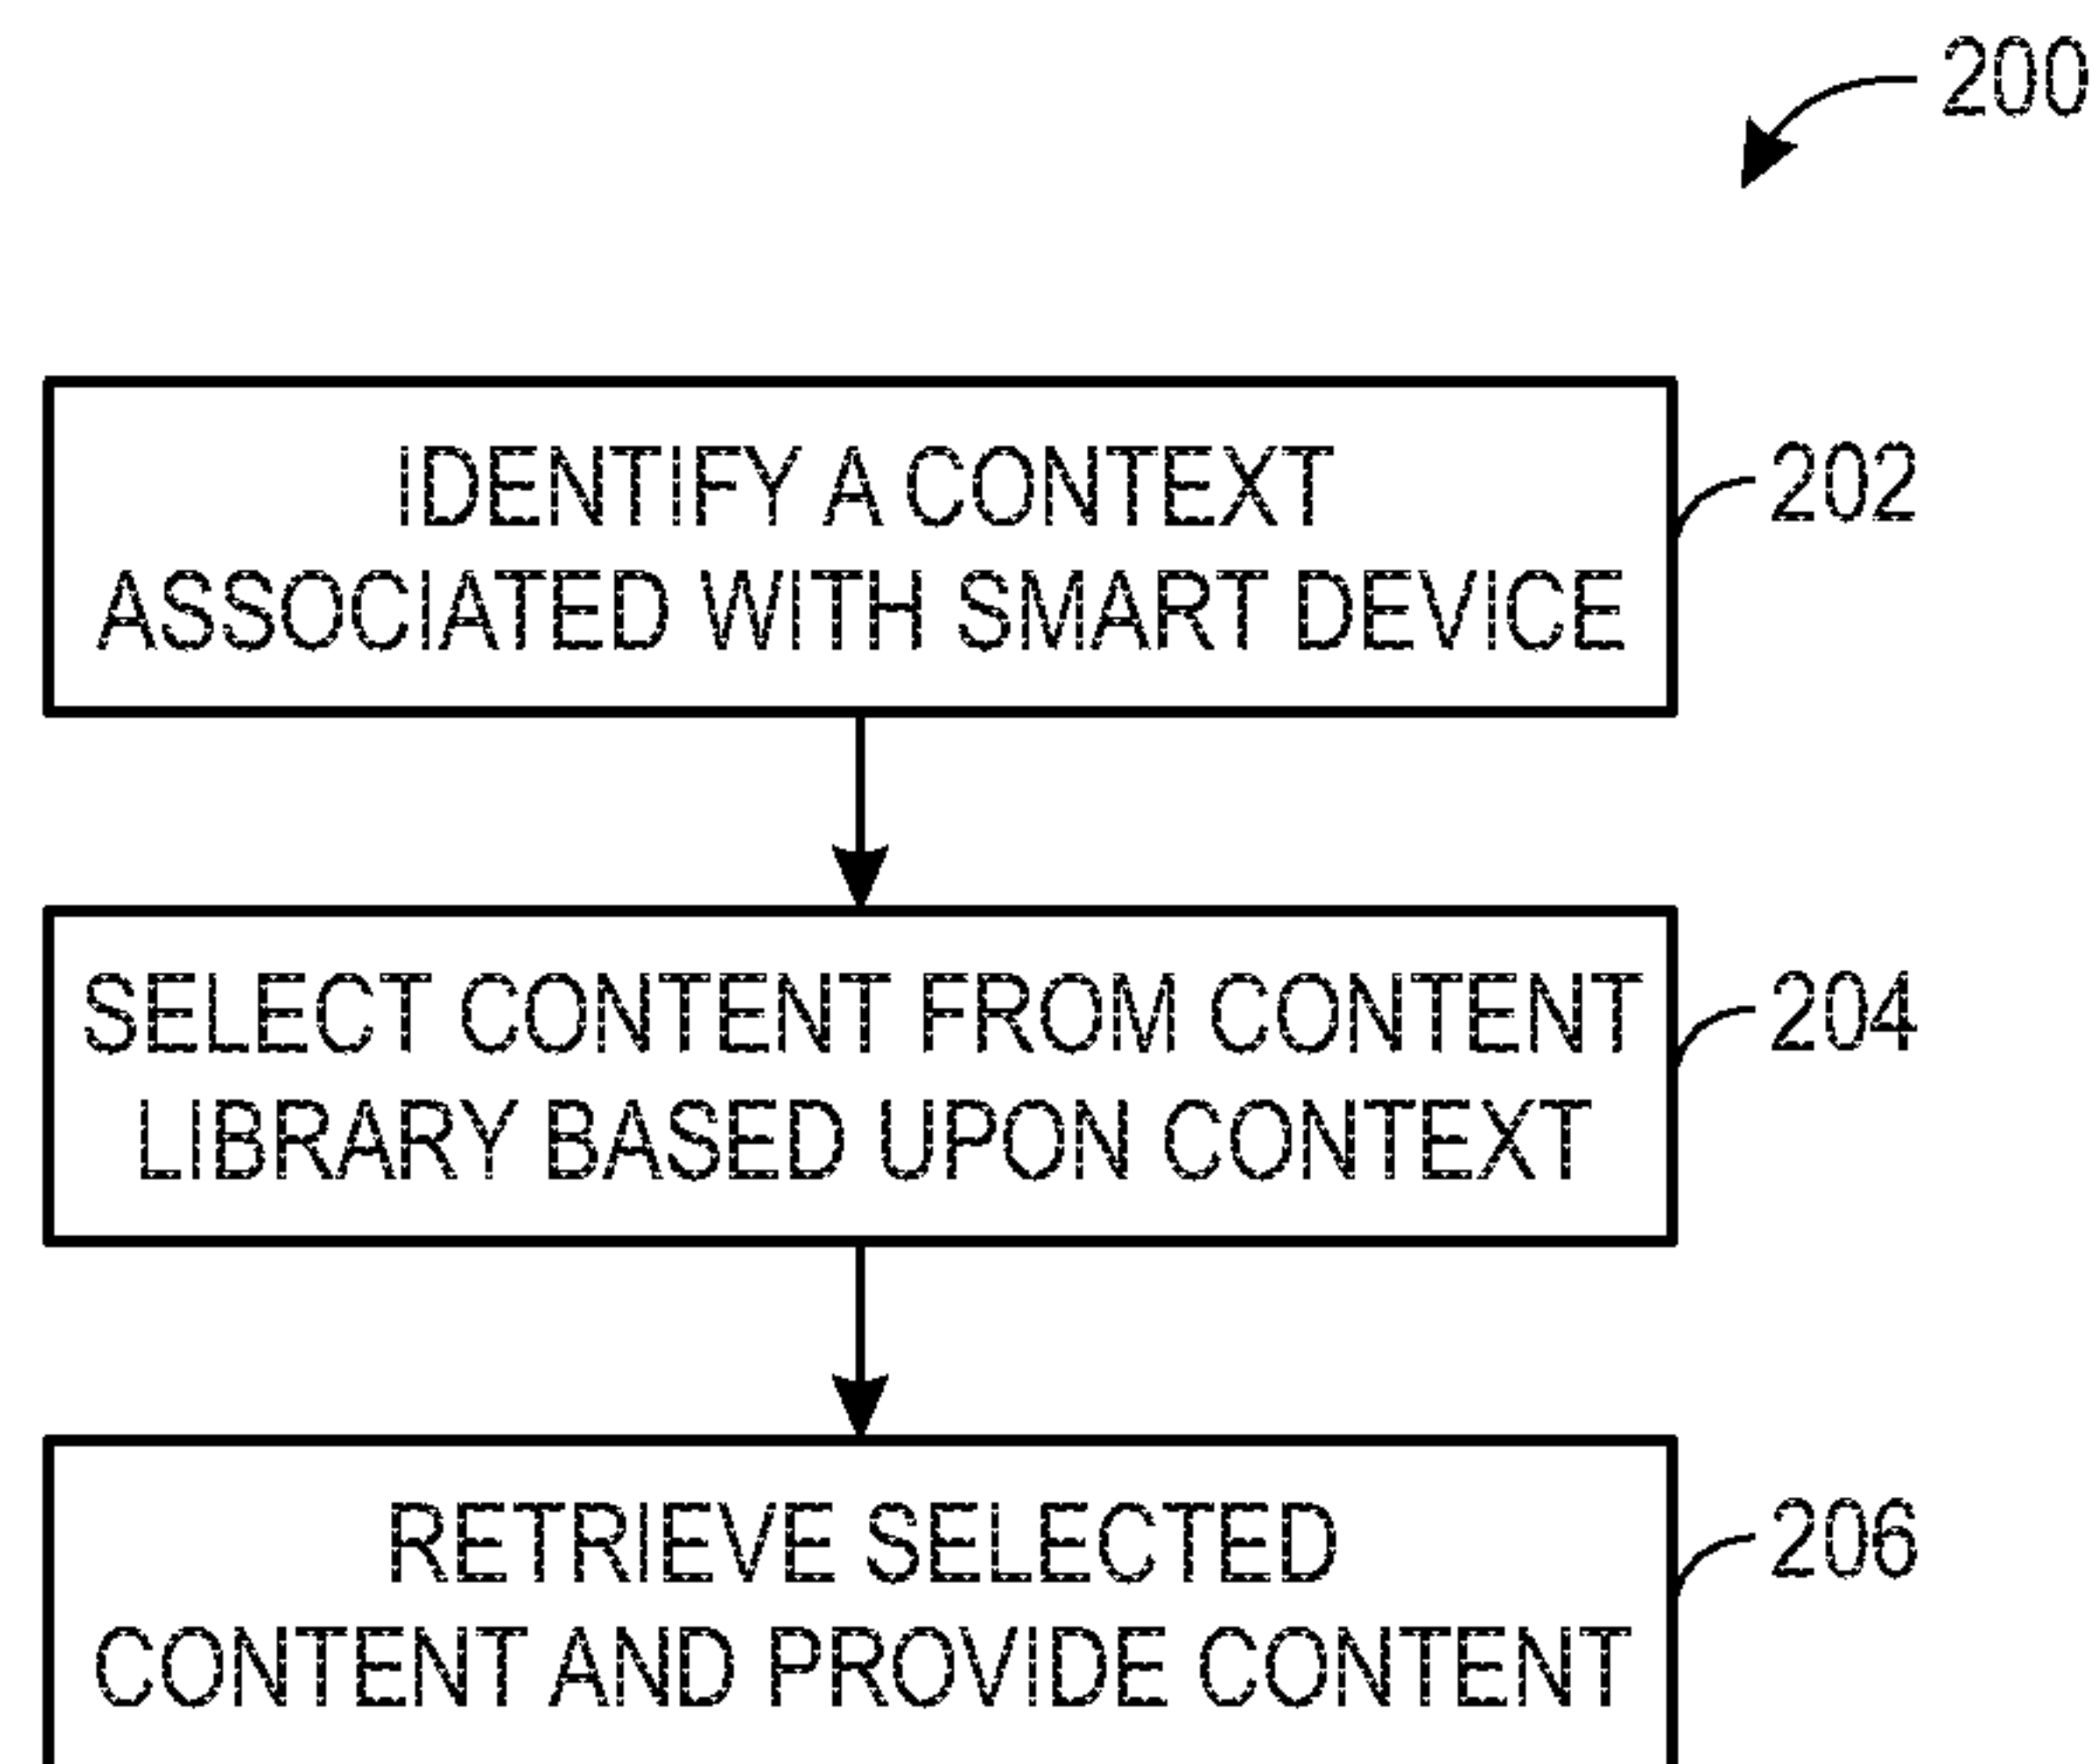 200
IDENTIFY A CONTEXT
ASSOCIATED WITH SMART DEVICE
202
SELECT CONTENT FROM CONTENT
LIBRARY BASED UPON CONTEXT
204
RETRIEVE SELECTED
CONTENT AND PROVIDE CONTENT
206